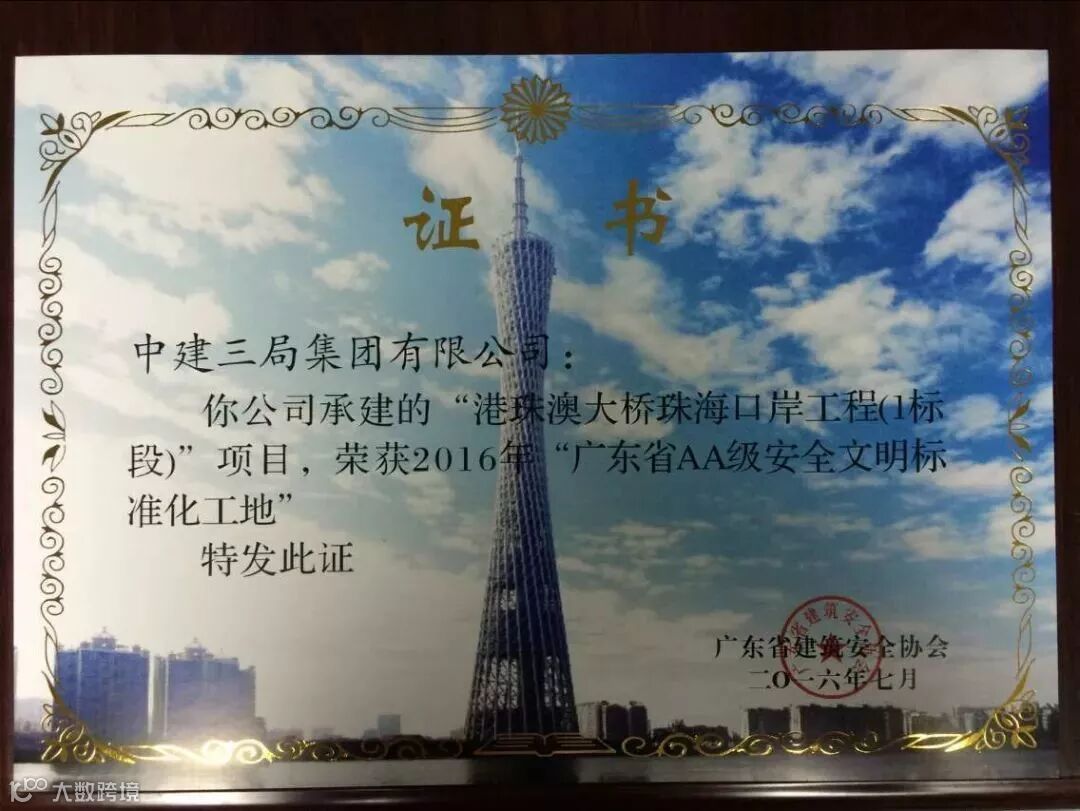 证书
中建三局集团有限公司：
你公司承建的“港珠澳大桥珠海口岸工程(1标
段)”项目，荣获2016年“广东省AA级安全文明标
准化工地”
特发此证
广东省建筑安全协会
二O一六年七月
大数跨境